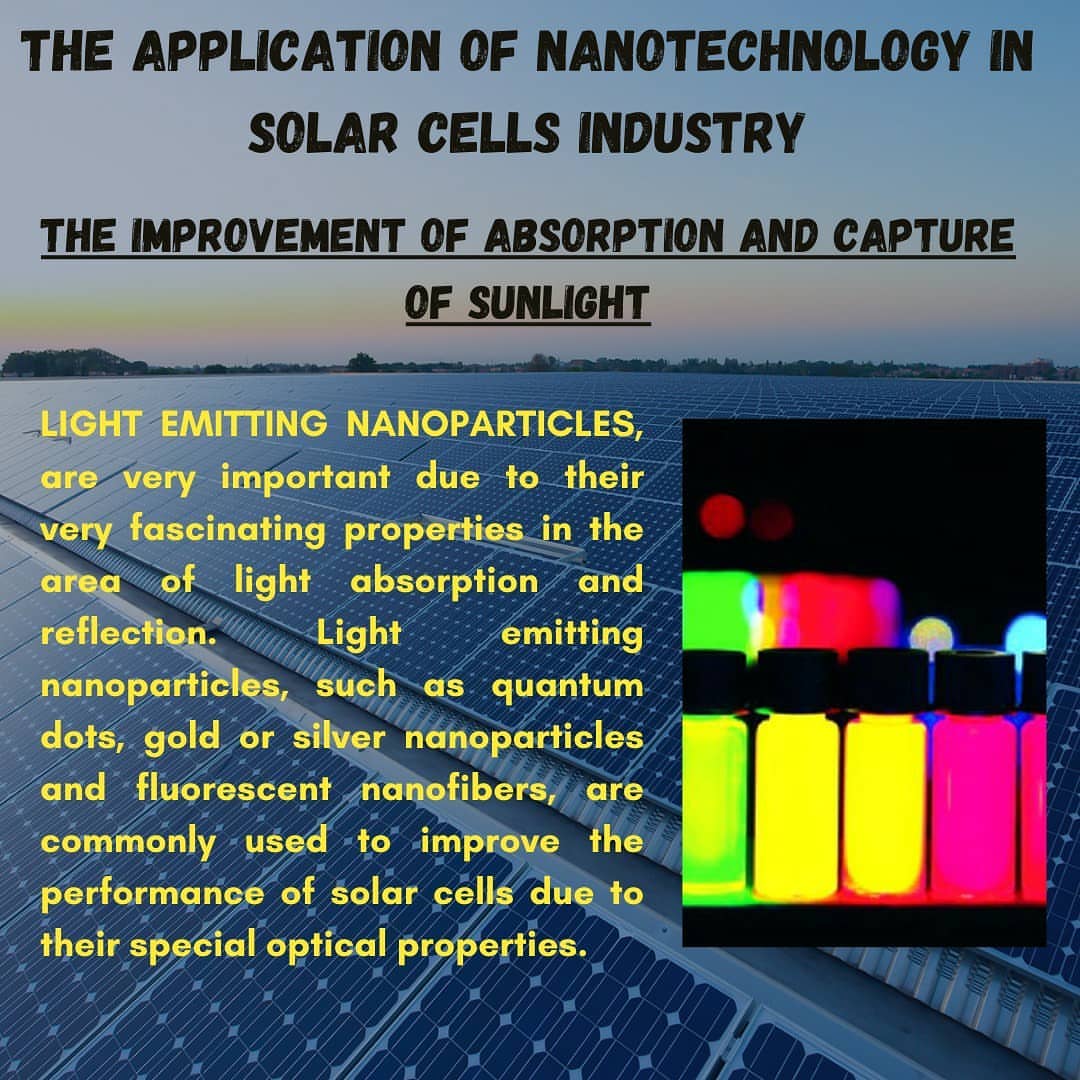 THE APPLICATION OF NANOTECHNOLOGY IN
SOLAR CELLS INDUSTRY
THE IMPROVEMENT OF ABSORPTION AND CAPTURE
OF SUNLIGHT
LIGHT EMITTING NANOPARTICLES,
are very important due to their
very fascinating properties in the
area of light absorption and
reflection. Light emitting
nanoparticles, such as quantum
dots, gold or silver nanoparticles
and fluorescent nanofibers, are
commonly used to improve the
performance of solar cells due to
their special optical properties.